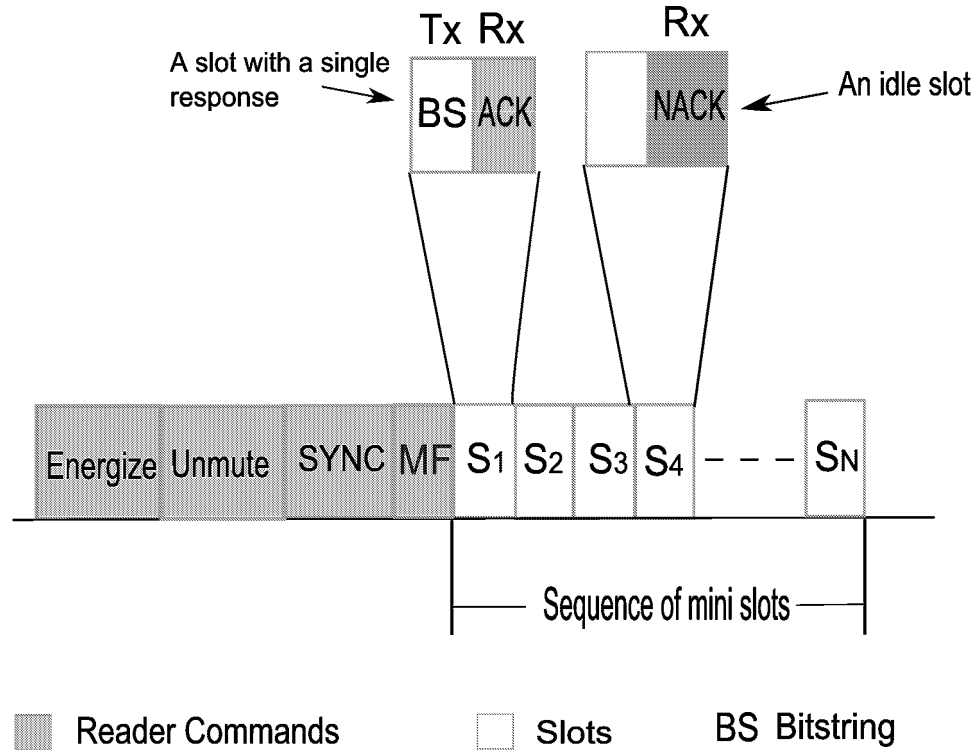 Tx Rx
Rx
A slot with a single
response
BS ACK
NACK
An idle slot
Energize Unmute SYNC MF S1 S2 S3 S4 SN
Sequence of mini slots
Reader Commands
Slots
BS Bitstring